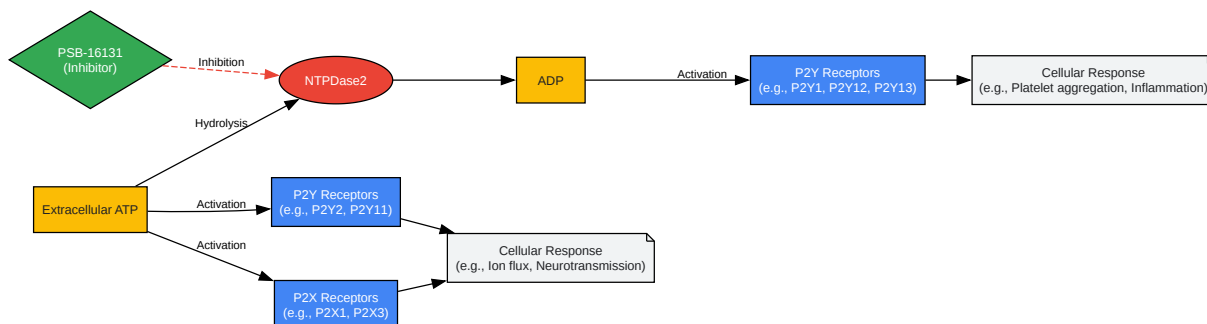 PSB-16131
(Inhibitor)
Inhibition
NTPDase2
ADP
Activation
P2Y Receptors
(e.g., P2Y1, P2Y12, P2Y13)
Cellular Response
(e.g., Platelet aggregation, Inflammation)
Hydrolysis
Extracellular ATP
Activation
P2Y Receptors
(e.g., P2Y2, P2Y11)
Activation
Cellular Response
(e.g., Ion flux, Neurotransmission)
P2X Receptors
(e.g., P2X1, P2X3)